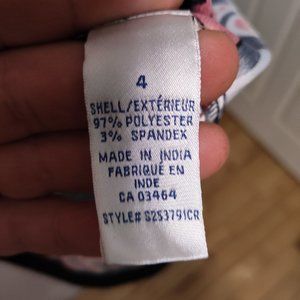 4
SHELL/EXTÉRIEUR
97% POLYESTER
3% SPANDEX
MADE IN INDIA
FABRIQUÉ EN
INDE
CA 03464
STYLE# S253791CR